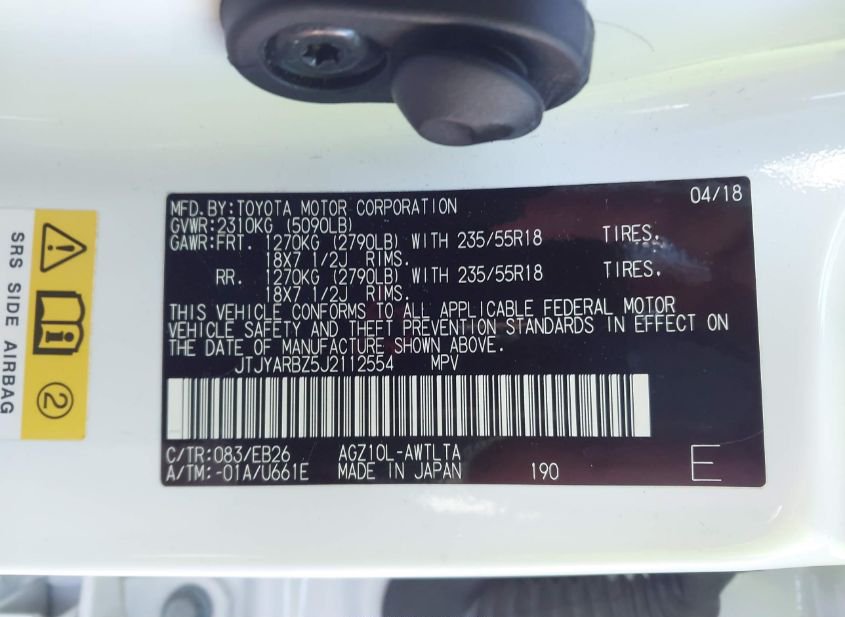 MFD.BY:TOYOTA MOTOR CORPORATION 04/18
GVWR:2310KG (5090LB)
GAWR:FRT. 1270KG (2790LB) WITH 235/55R18 TIRES.
18X7 1/2J RIMS.
RR. 1270KG (2790LB) WITH 235/55R18 TIRES.
18X7 1/2J RIMS.
THIS VEHICLE CONFORMS TO ALL APPLICABLE FEDERAL MOTOR
VEHICLE SAFETY AND THEFT PREVENTION STANDARDS IN EFFECT ON
THE DATE OF MANUFACTURE SHOWN ABOVE.
JTJYARBZ5J2112554 MPV
C/TR:083/EB26 AGZ10L-AWTLTA
A/TM:-01A/U661E MADE IN JAPAN 190 E
SRS SIDE AIRBAG
2